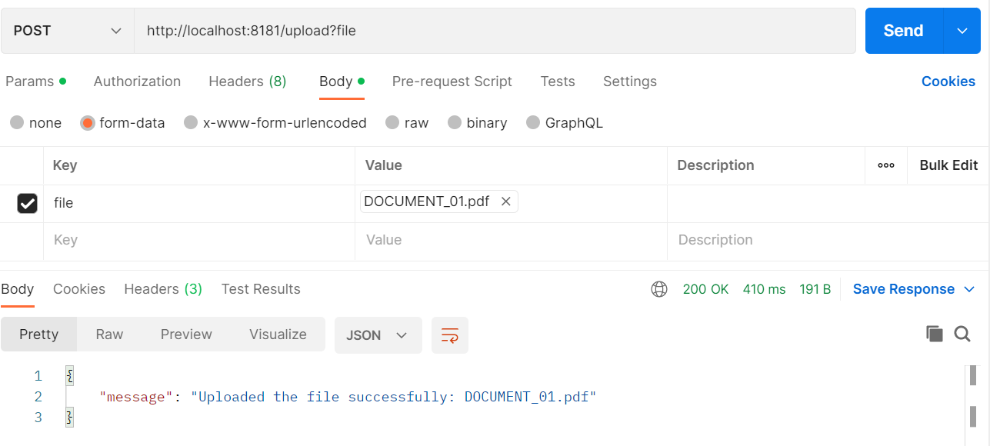 POST http://localhost:8181/upload?file Send
Params Authorization Headers (8) Body Pre-request Script Tests Settings Cookies
none form-data x-www-form-urlencoded raw binary GraphQL
Key Value Description ooo Bulk Edit
file DOCUMENT_01.pdf
Key Value Description
Body Cookies Headers (3) Test Results 200 OK 410 ms 191 B Save Response
Pretty Raw Preview Visualize JSON
1 {
2 "message": "Uploaded the file successfully: DOCUMENT_01.pdf"
3 }